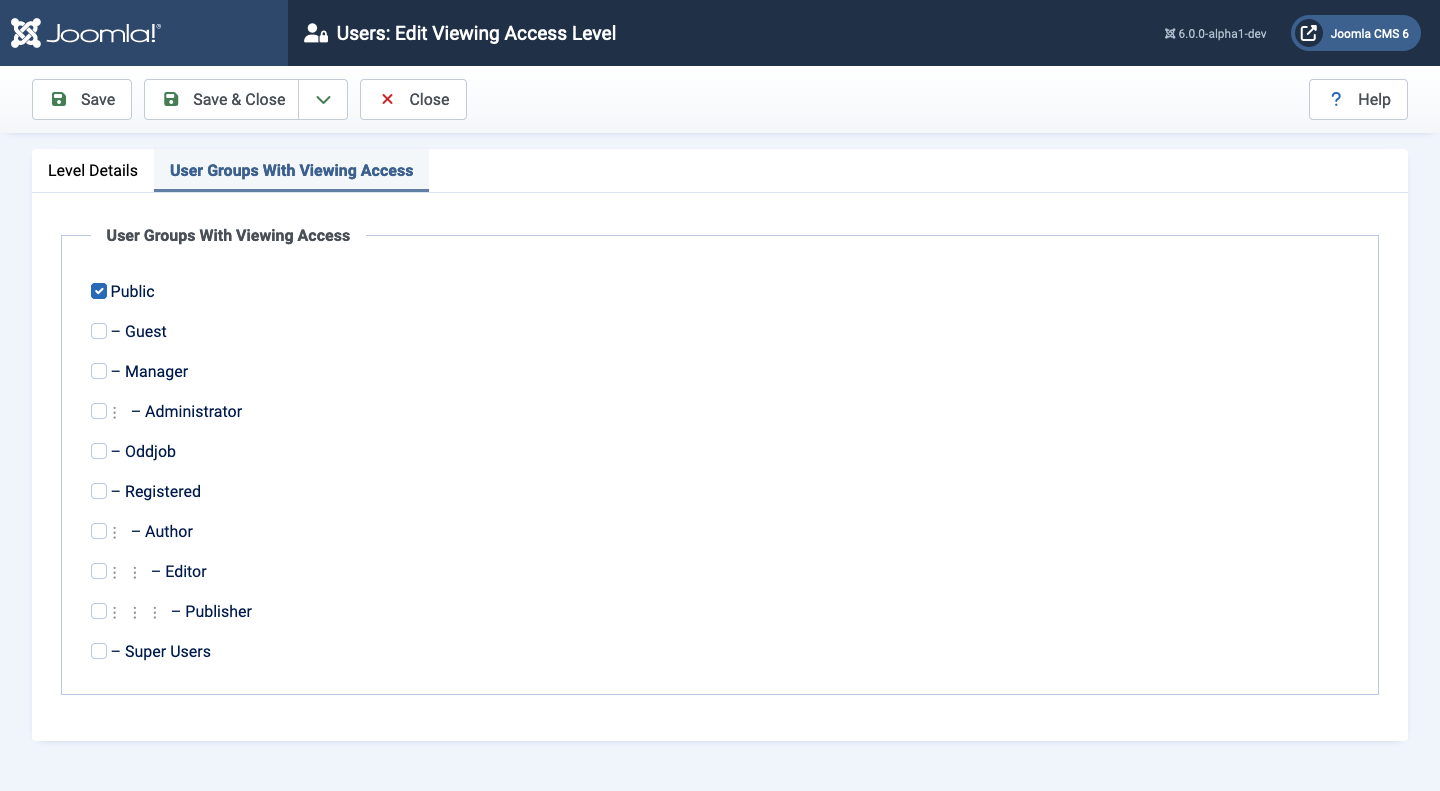 Joomla!®
Users: Edit Viewing Access Level
6.0.0-alpha1-dev
Joomla CMS 6
Save
Save & Close
Close
? Help
Level Details
User Groups With Viewing Access
User Groups With Viewing Access
Public
– Guest
– Manager
⋮ – Administrator
– Oddjob
– Registered
⋮ – Author
⋮ ⋮ – Editor
⋮ ⋮ ⋮ – Publisher
– Super Users